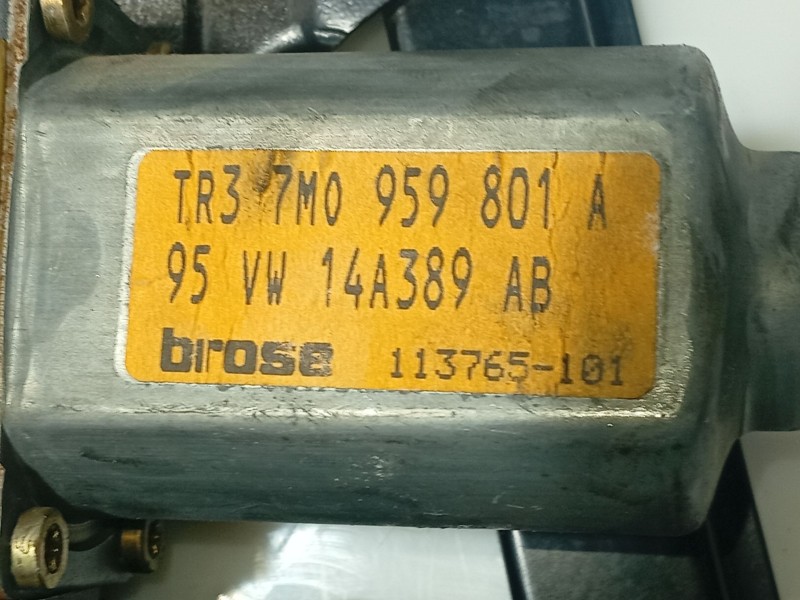 TR3 7M0 959 801 A
95 VW 14A389 AB
brose 113765-101